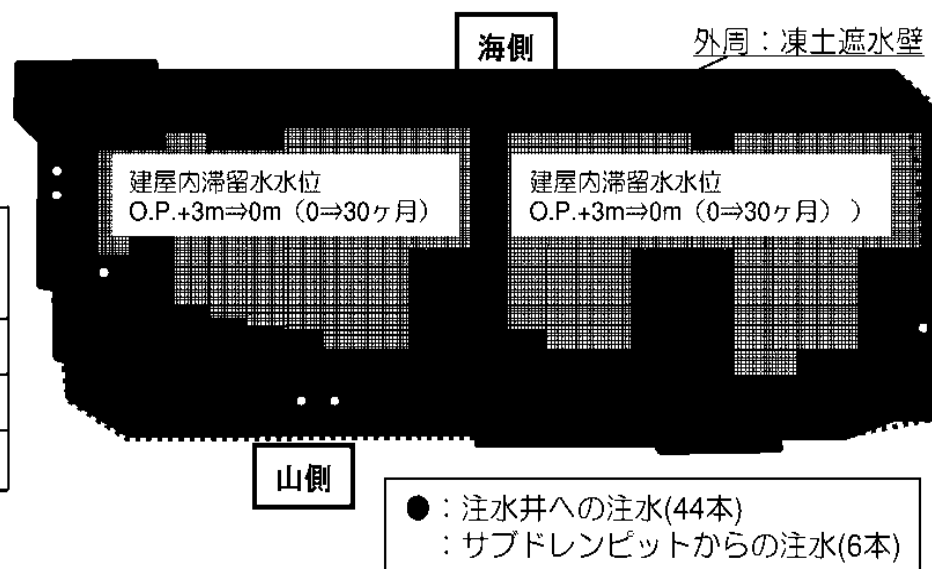 海側
外周：凍土遮水壁
建屋内滞留水水位
O.P.+3m⇒0m（0⇒30ヶ月）
建屋内滞留水水位
O.P.+3m⇒0m（0⇒30ヶ月））
山側
●：注水井への注水(44本)
：サブドレンピットからの注水(6本)